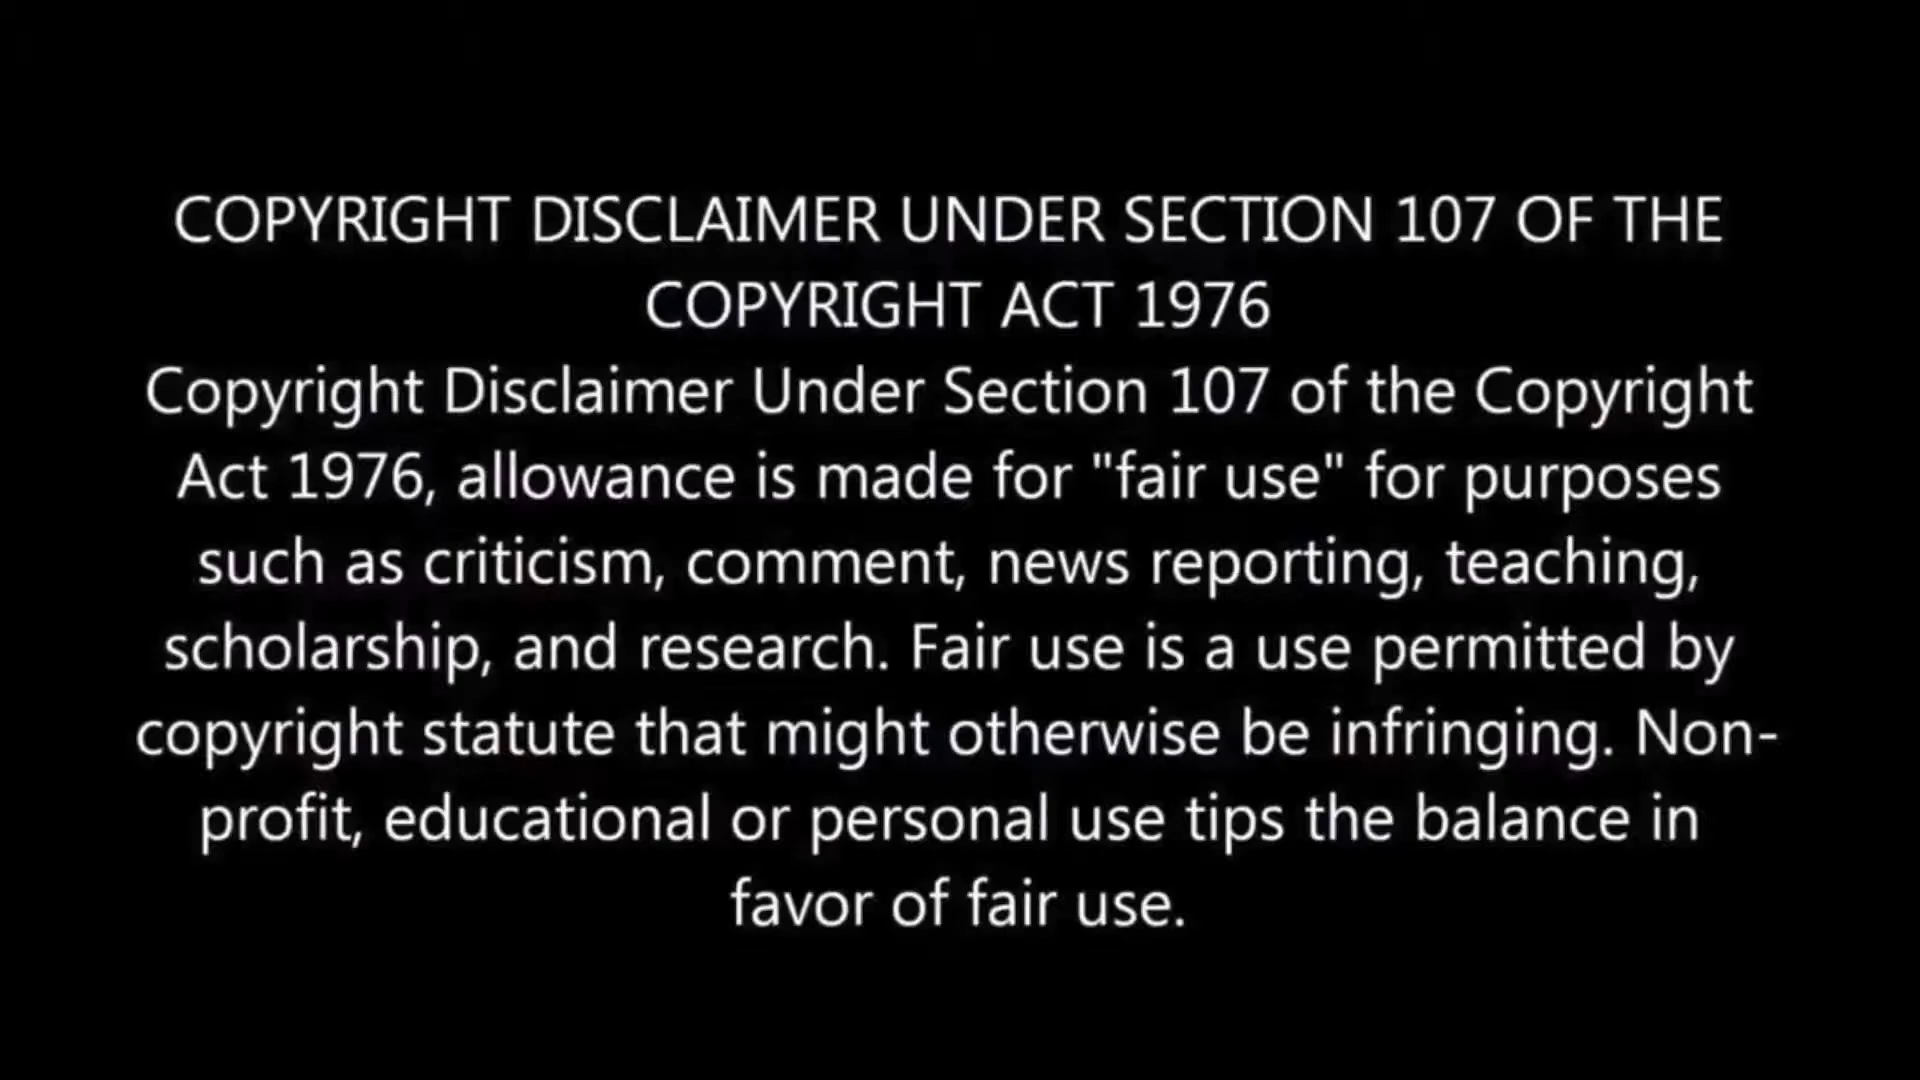 COPYRIGHT DISCLAIMER UNDER SECTION 107 OF THE
COPYRIGHT ACT 1976
Copyright Disclaimer Under Section 107 of the Copyright
Act 1976, allowance is made for "fair use" for purposes
such as criticism, comment, news reporting, teaching,
scholarship, and research. Fair use is a use permitted by
copyright statute that might otherwise be infringing. Non-
profit, educational or personal use tips the balance in
favor of fair use.